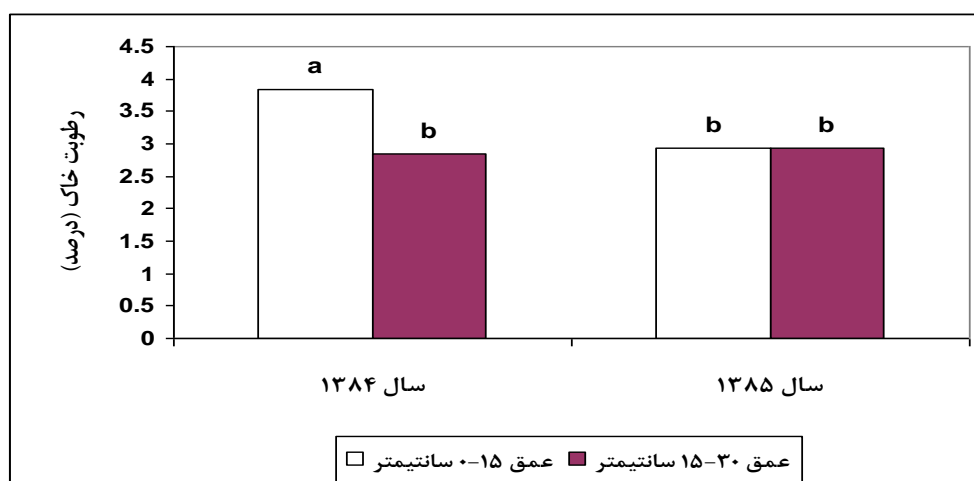 رطوبت خاک (درصد)
4.5
4
3.5
3
2.5
2
1.5
1
0.5
0
a
b
b
b
سال ۱۳۸۴
سال ۱۳۸۵
عمق ۱۵-۰ سانتیمتر
عمق ۳۰-۱۵ سانتیمتر